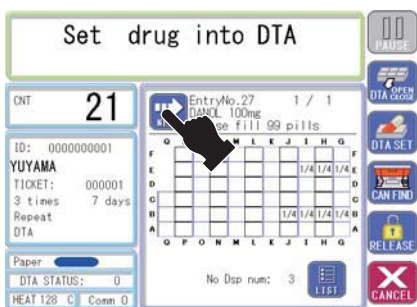 Set drug into DTA
PAUSE
CNT 21
ID: 0000000001
YUYAMA
TICKET: 000001
3 times 7 days
Repeat
DTA
Paper
DTA STATUS: 0
HEAT 128 C Comm 0
EntryNo.27 1 / 1
DANOL 100mg
se fill 99 pills
Q N M L K J I H G
F F
E 1/4 1/4 1/4 E
D D
C C
B 1/4 1/4 1/4 1/4 B
A A
Q P O N M L K J I H G
No Dsp num: 3
LIST
DTA OPEN CLOSE
DTA SET
CAN FIND
RELEASE
CANCEL